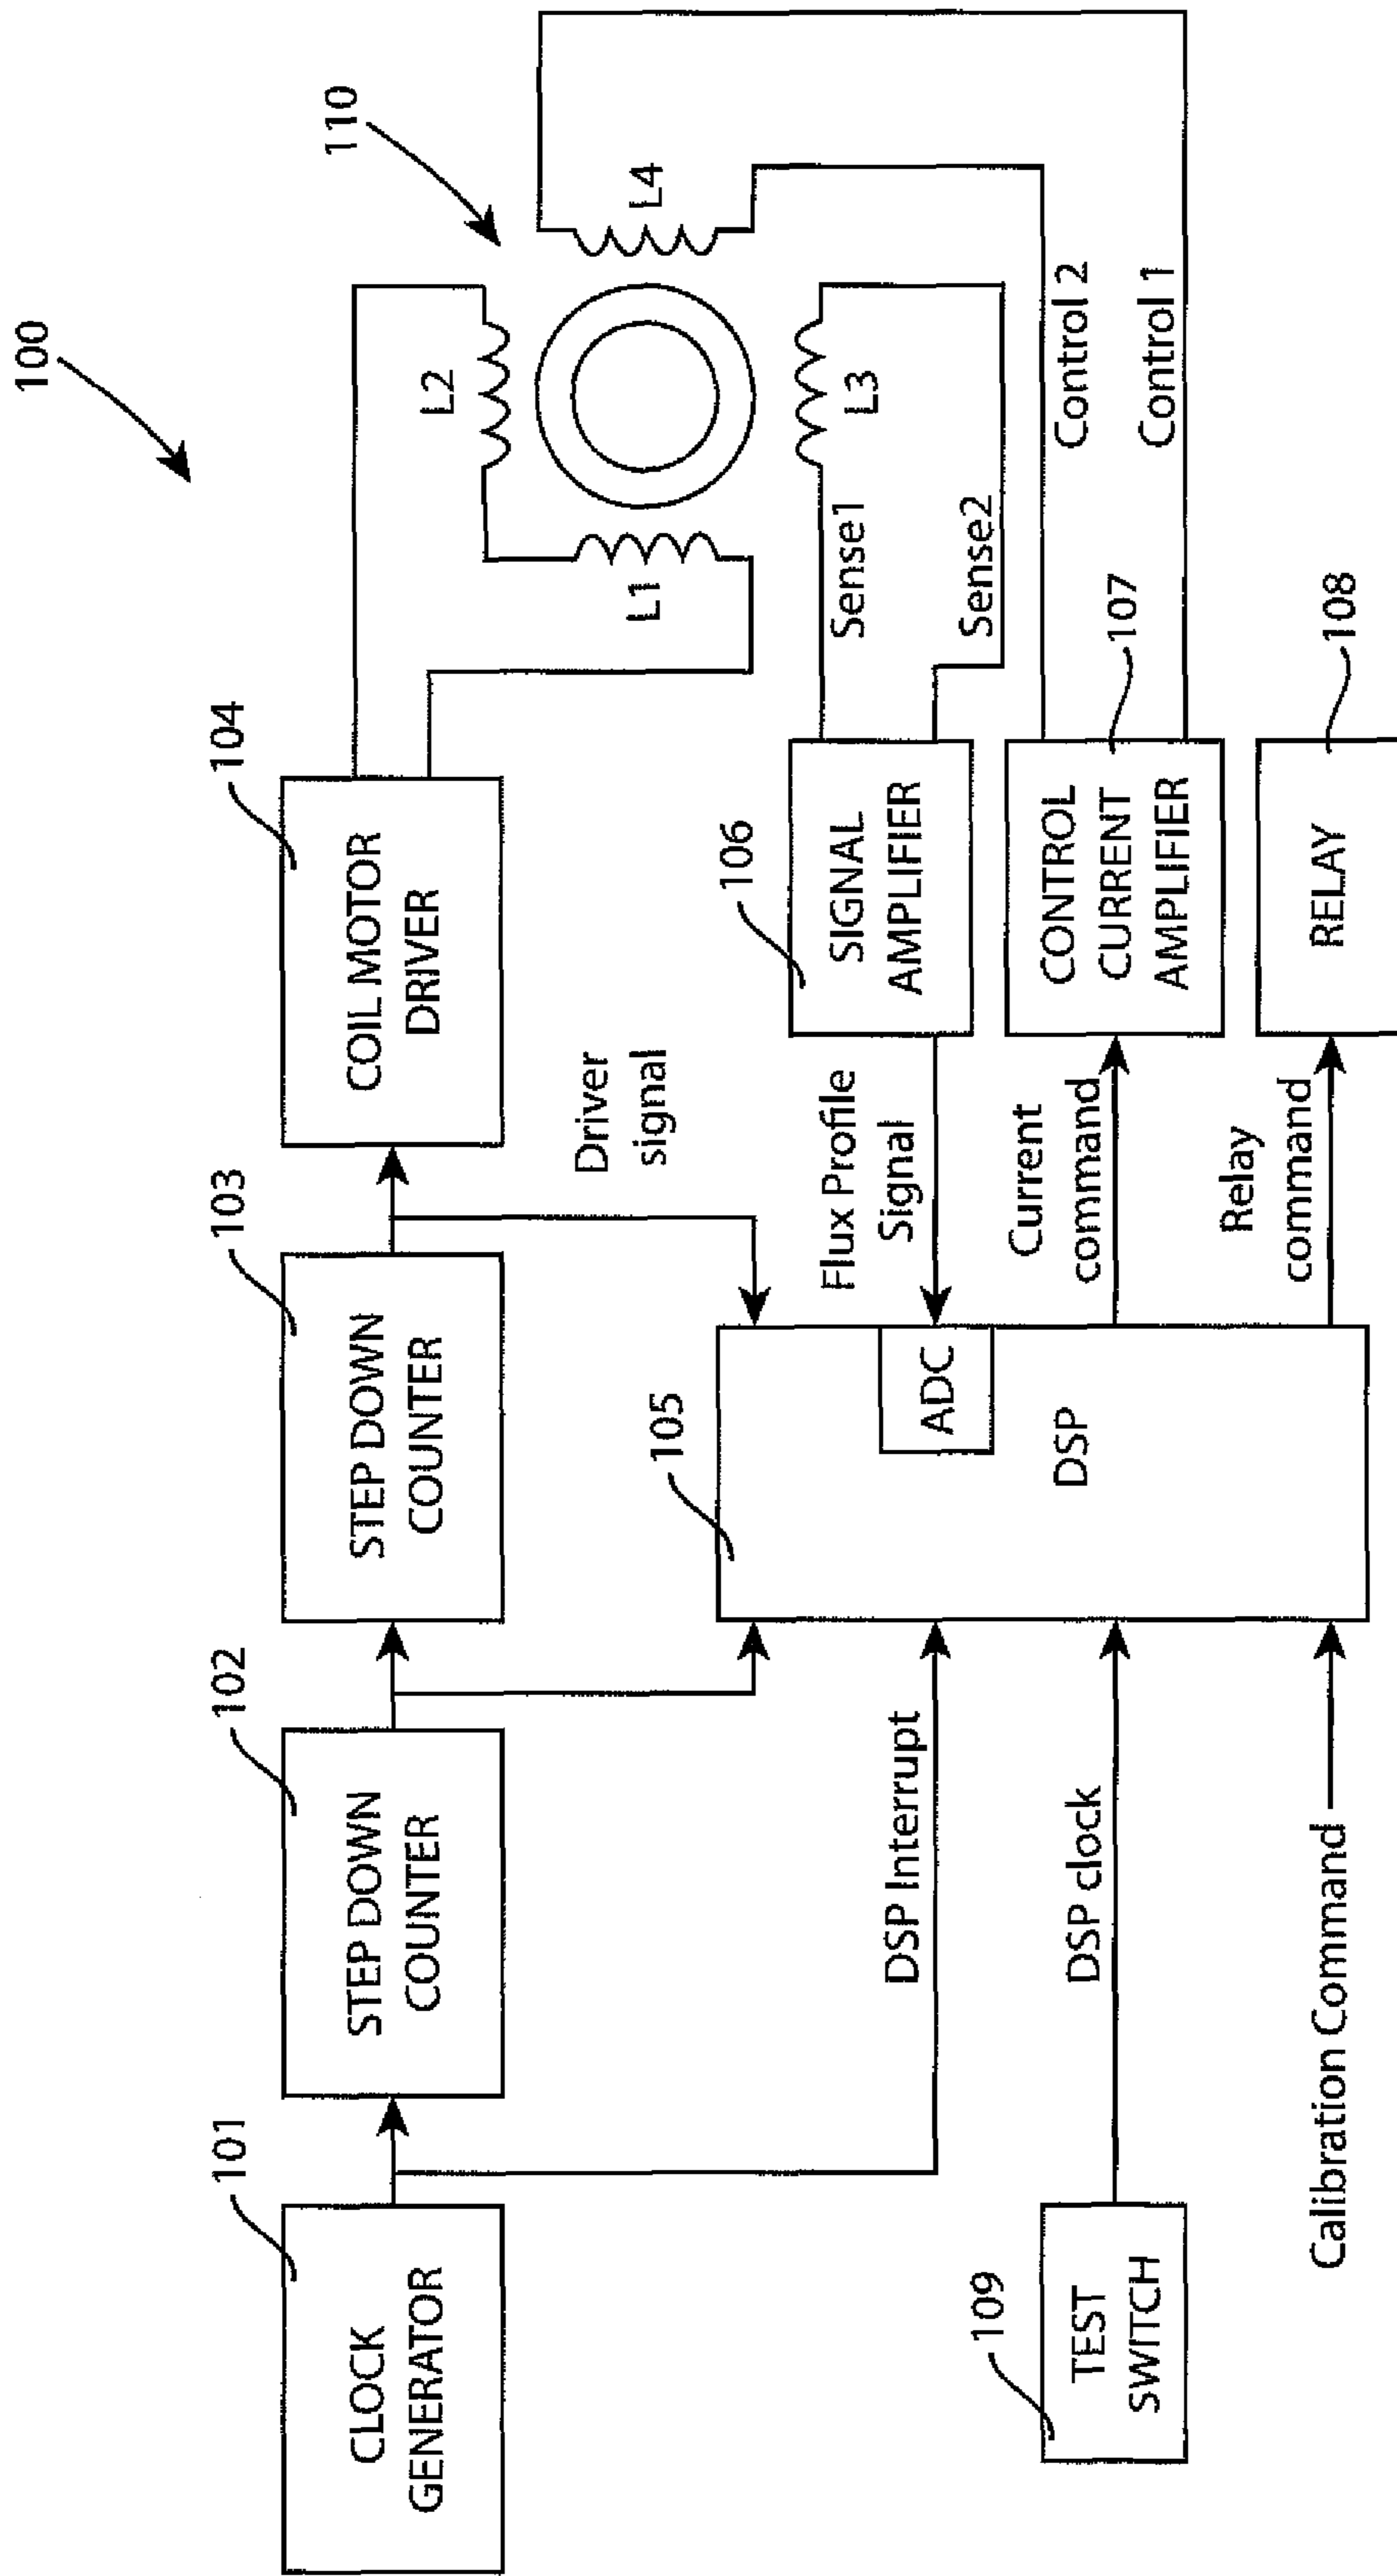 100
101
CLOCK
GENERATOR
102
STEP DOWN
COUNTER
103
STEP DOWN
COUNTER
104
COIL MOTOR
DRIVER
110
L2
L4
L1
L3
Driver
signal
DSP Interrupt
105
ADC
DSP
Flux Profile
Signal
106
SIGNAL
AMPLIFIER
Sense1
Sense2
109
TEST
SWITCH
DSP clock
Current
command
CONTROL
CURRENT
AMPLIFIER
107
Control 2
Control 1
Calibration Command
Relay
command
RELAY
108